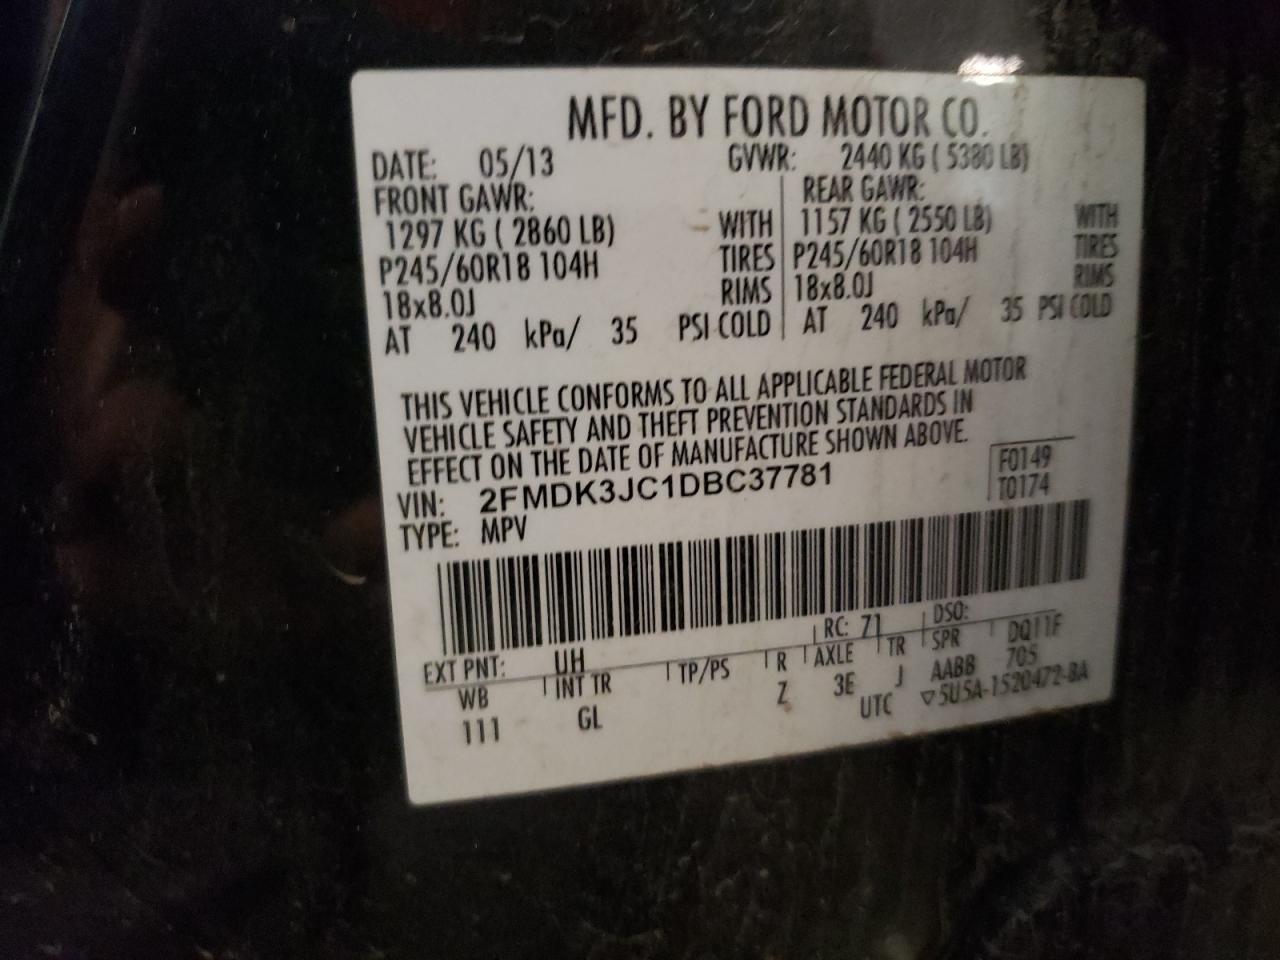 MFD. BY FORD MOTOR CO.
DATE: 05/13 GVWR: 2440 KG ( 5380 LB)
FRONT GAWR: REAR GAWR:
1297 KG ( 2860 LB) WITH 1157 KG ( 2550 LB) WITH
P245/60R18 104H TIRES P245/60R18 104H TIRES
18x8.0J RIMS 18x8.0J RIMS
AT 240 kPa/ 35 PSI COLD AT 240 kPa/ 35 PSI COLD
THIS VEHICLE CONFORMS TO ALL APPLICABLE FEDERAL MOTOR
VEHICLE SAFETY AND THEFT PREVENTION STANDARDS IN
EFFECT ON THE DATE OF MANUFACTURE SHOWN ABOVE.
VIN: 2FMDK3JC1DBC37781 F0149
TYPE: MPV T0174
EXT PNT: UH RC: 71 DSO:
WB INT TR TP/PS R AXLE TR SPR DQ11F
111 GL Z 3E J AABB 705
UTC ▽5U5A-1520472-BA